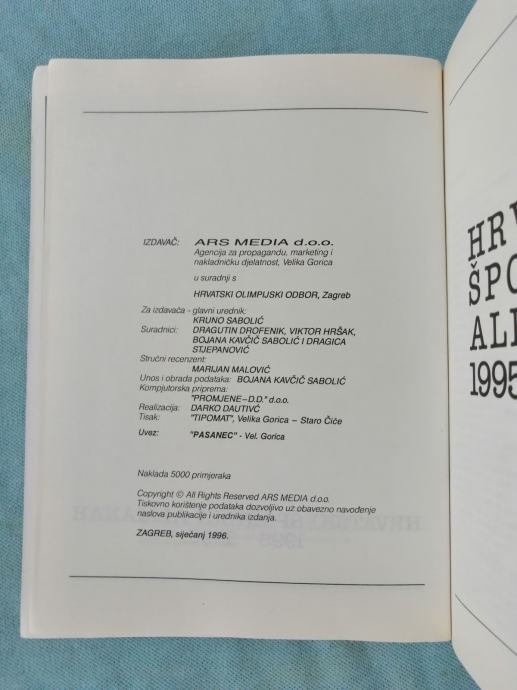 IZDAVAČ: ARS MEDIA d.o.o.
Agencija za propagandu, marketing i
nakladničku djelatnost, Velika Gorica
u suradnji s
HRVATSKI OLIMPIJSKI ODBOR, Zagreb
Za izdavača - glavni urednik:
KRUNO SABOLIĆ
Suradnici: DRAGUTIN DROFENIK, VIKTOR HRŠAK,
BOJANA KAVČIČ SABOLIĆ I DRAGICA
STJEPANOVIĆ
Stručni recenzent:
MARIJAN MALOVIĆ
Unos i obrada podataka: BOJANA KAVČIČ SABOLIĆ
Kompjutorska priprema:
"PROMJENE–D.D." d.o.o.
Realizacija: DARKO DAUTIVĆ
Tisak: "TIPOMAT", Velika Gorica – Staro Čiče
Uvez: "PASANEC" - Vel. Gorica
Naklada 5000 primjeraka
Copyright © All Rights Reserved ARS MEDIA d.o.o.
Tiskovno korištenje podataka dozvoljivo uz obavezno navođenje
naslova publikacije i urednika izdanja.
ZAGREB, siječanj 1996.
HRV
ŠPO
AL
1995